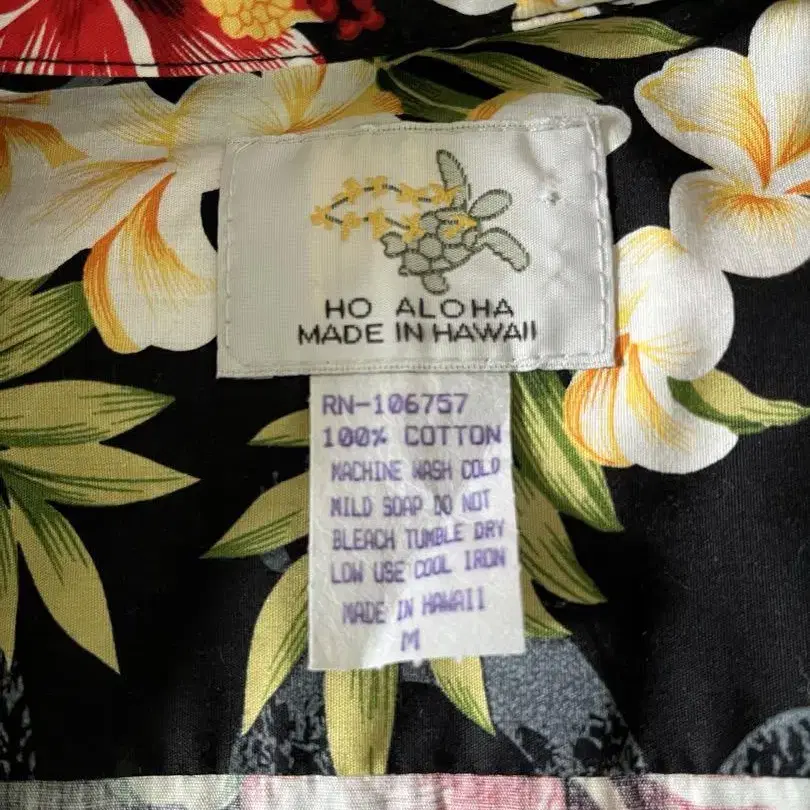 HO ALOHA
MADE IN HAWAII
RN-106757
100% COTTON
MACHINE WASH COLD
MILD SOAP DO NOT
BLEACH TUMBLE DRY
LOW USE COOL IRON
MADE IN HAWAII
M